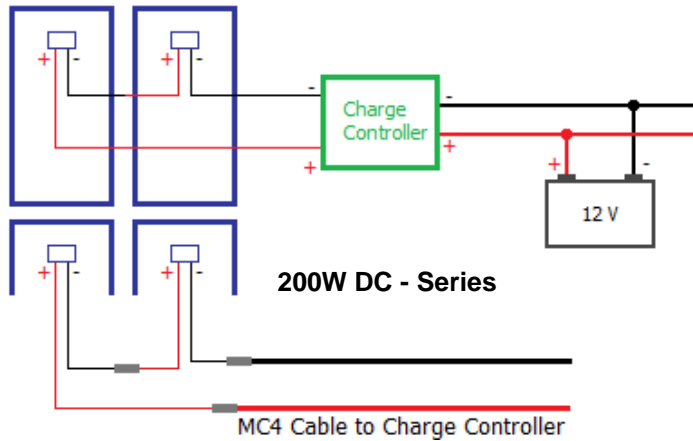 + - + -
-
Charge
Controller
-
+
+
+ -
12 V
+ - + -
200W DC - Series
MC4 Cable to Charge Controller